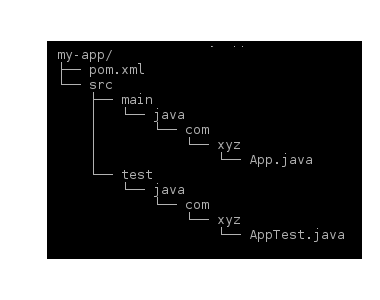 my-app/
├── pom.xml
└── src
    ├── main
    │   └── java
    │       └── com
    │           └── xyz
    │               └── App.java
    └── test
        └── java
            └── com
                └── xyz
                    └── AppTest.java